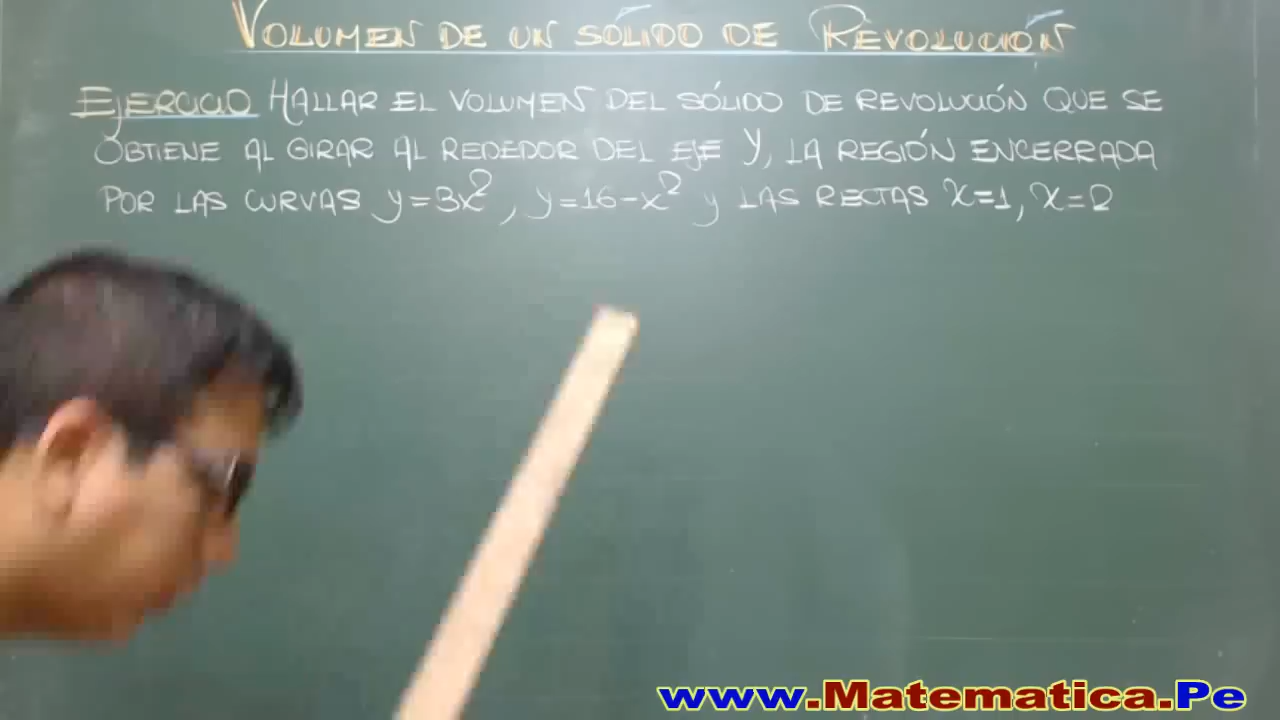 VOLUMEN DE UN SÓLIDO DE REVOLUCIÓN
EJERCICIO HALLAR EL VOLUMEN DEL SÓLIDO DE REVOLUCIÓN QUE SE
OBTIENE AL GIRAR AL REDEDOR DEL EJE Y, LA REGIÓN ENCERRADA
POR LAS CURVAS y=3x², y=16-x² y LAS RECTAS x=1, x=2
www.Matematica.Pe